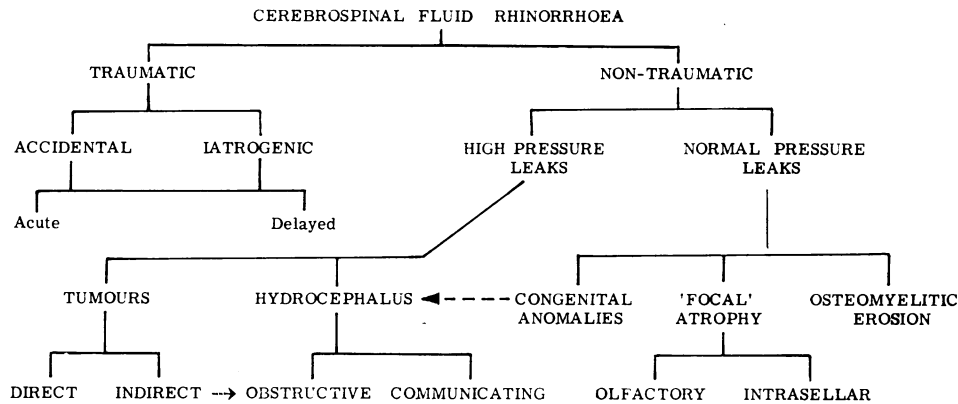 CEREBROSPINAL FLUID RHINORRHOEA
TRAUMATIC
NON-TRAUMATIC
ACCIDENTAL
IATROGENIC
HIGH PRESSURE
LEAKS
NORMAL PRESSURE
LEAKS
Acute
Delayed
TUMOURS
HYDROCEPHALUS
CONGENITAL
ANOMALIES
'FOCAL'
ATROPHY
OSTEOMYELITIC
EROSION
DIRECT
INDIRECT
OBSTRUCTIVE
COMMUNICATING
OLFACTORY
INTRASELLAR